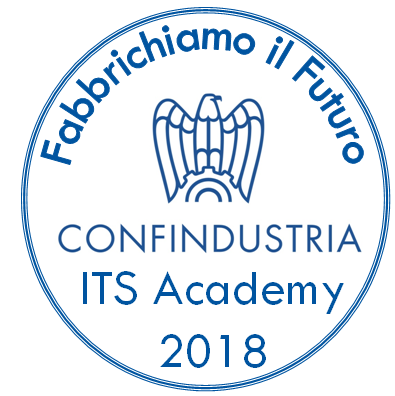 Fabbrichiamo il Futuro
CONFINDUSTRIA
ITS Academy
2018